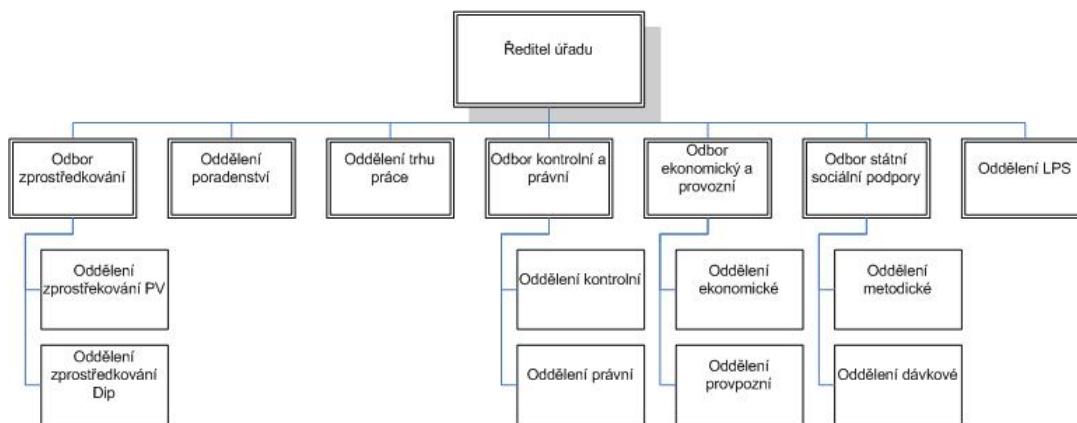 Ředitel úřadu
Odbor
zprostředkování
Oddělení
poradenství
Oddělení trhu
práce
Odbor kontrolní a
právní
Odbor
ekonomický a
provozní
Odbor státní
sociální podpory
Oddělení LPS
Oddělení
zprostřekování PV
Oddělení kontrolní
Oddělení
ekonomické
Oddělení
metodické
Oddělení
zprostředkování
Dip
Oddělení právní
Oddělení
provpozní
Oddělení dávkové